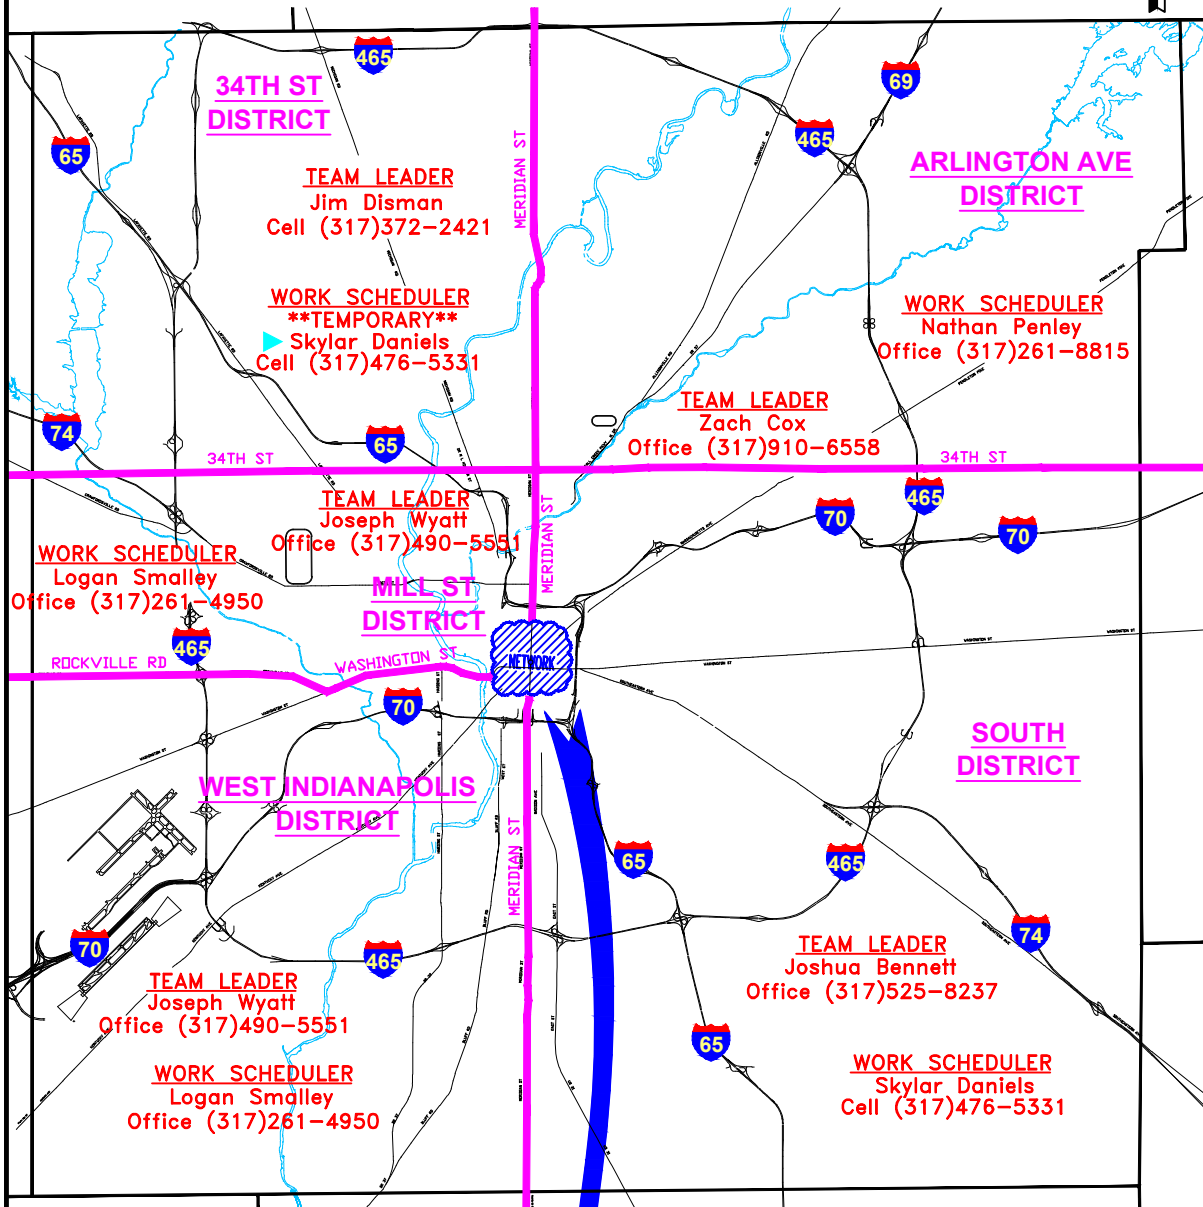 465
69
34TH ST
DISTRICT
65
465
MERIDIAN ST
ARLINGTON AVE
DISTRICT
TEAM LEADER
Jim Disman
Cell (317)372-2421
WORK SCHEDULER
**TEMPORARY**
Skylar Daniels
Cell (317)476-5331
WORK SCHEDULER
Nathan Penley
Office (317)261-8815
TEAM LEADER
Zach Cox
Office (317)910-6558
74
65
34TH ST
34TH ST
TEAM LEADER
Joseph Wyatt
Office (317)490-5551
MERIDIAN ST
465
70
70
WORK SCHEDULER
Logan Smalley
Office (317)261-4950
MILL ST
DISTRICT
465
ROCKVILLE RD
WASHINGTON ST.
NETWORK
70
SOUTH
DISTRICT
WEST INDIANAPOLIS
DISTRICT
MERIDIAN ST
65
465
70
465
74
TEAM LEADER
Joshua Bennett
Office (317)525-8237
TEAM LEADER
Joseph Wyatt
Office (317)490-5551
65
WORK SCHEDULER
Logan Smalley
Office (317)261-4950
WORK SCHEDULER
Skylar Daniels
Cell (317)476-5331